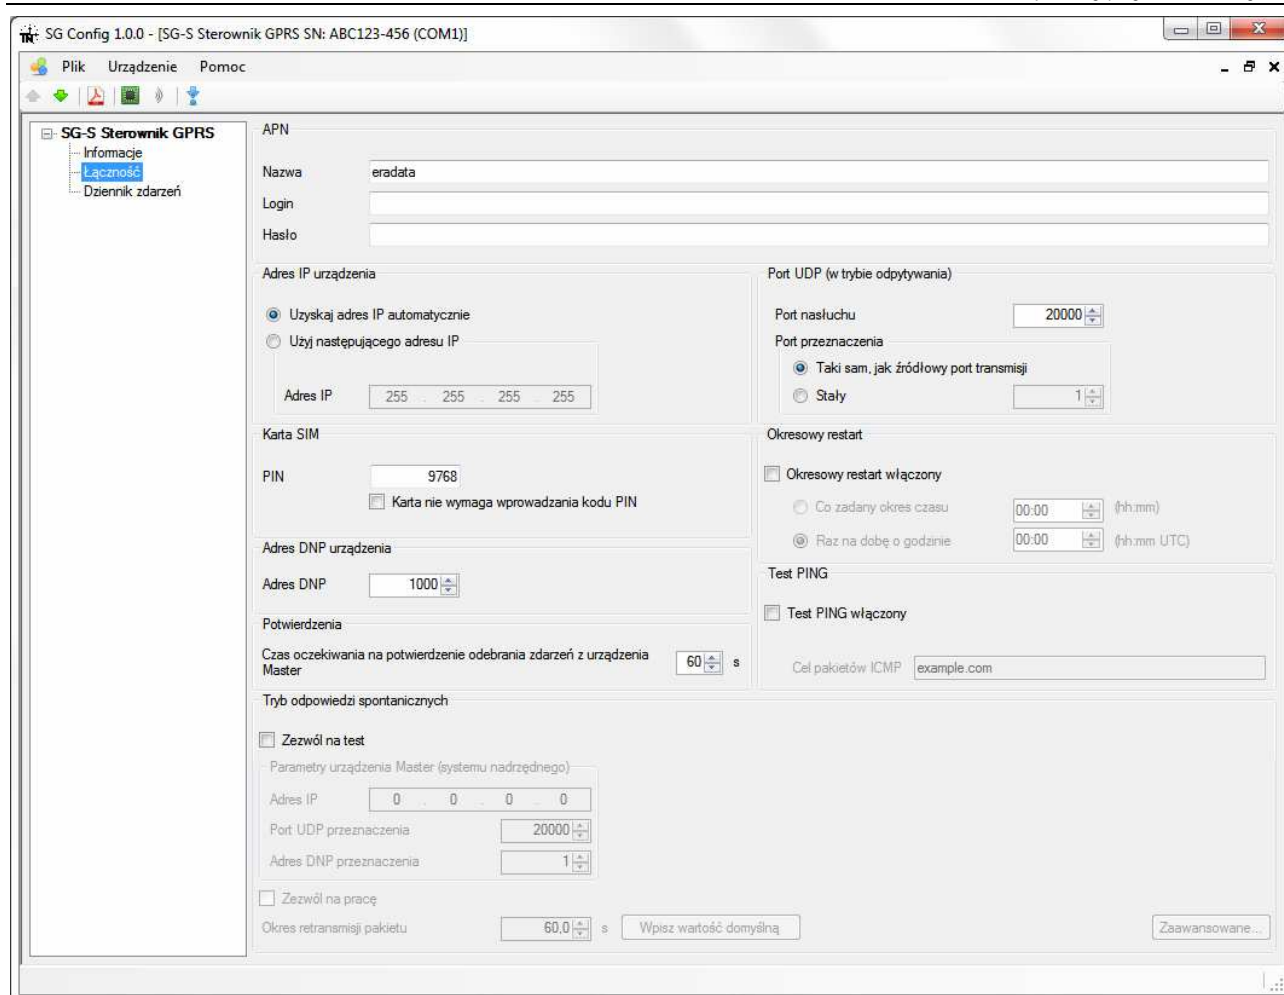 SG Config 1.0.0 - [SG-S Sterownik GPRS SN: ABC123-456 (COM1)]
Plik Urządzenie Pomoc
SG-S Sterownik GPRS
Informacje
Łączność
Dziennik zdarzeń
APN
Nazwa eradata
Login
Hasło
Adres IP urządzenia
Uzyskaj adres IP automatycznie
Użyj następującego adresu IP
Adres IP 255 . 255 . 255 . 255
Port UDP (w trybie odpytywania)
Port nasłuchu 20000
Port przeznaczenia
Taki sam, jak źródłowy port transmisji
Stały 1
Karta SIM
PIN 9768
Karta nie wymaga wprowadzania kodu PIN
Okresowy restart
Okresowy restart włączony
Co zadany okres czasu 00:00 (hh:mm)
Raz na dobę o godzinie 00:00 (hh:mm UTC)
Adres DNP urządzenia
Adres DNP 1000
Test PING
Test PING włączony
Cel pakietów ICMP example.com
Potwierdzenia
Czas oczekiwania na potwierdzenie odebrania zdarzeń z urządzenia
Master 60 s
Tryb odpowiedzi spontanicznych
Zezwól na test
Parametry urządzenia Master (systemu nadrzędnego)
Adres IP 0 . 0 . 0 . 0
Port UDP przeznaczenia 20000
Adres DNP przeznaczenia 1
Zezwól na pracę
Okres retransmisji pakietu 60,0 s Wpisz wartość domyślną Zaawansowane...